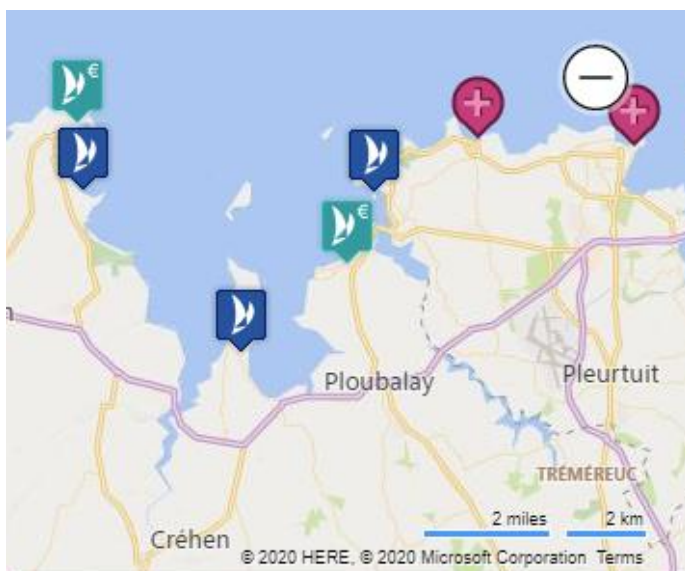 €
€
n
Ploubalay
Pleurtuit
TRÉMÉREUC
2 miles
2 km
Créhen
© 2020 HERE, © 2020 Microsoft Corporation Terms